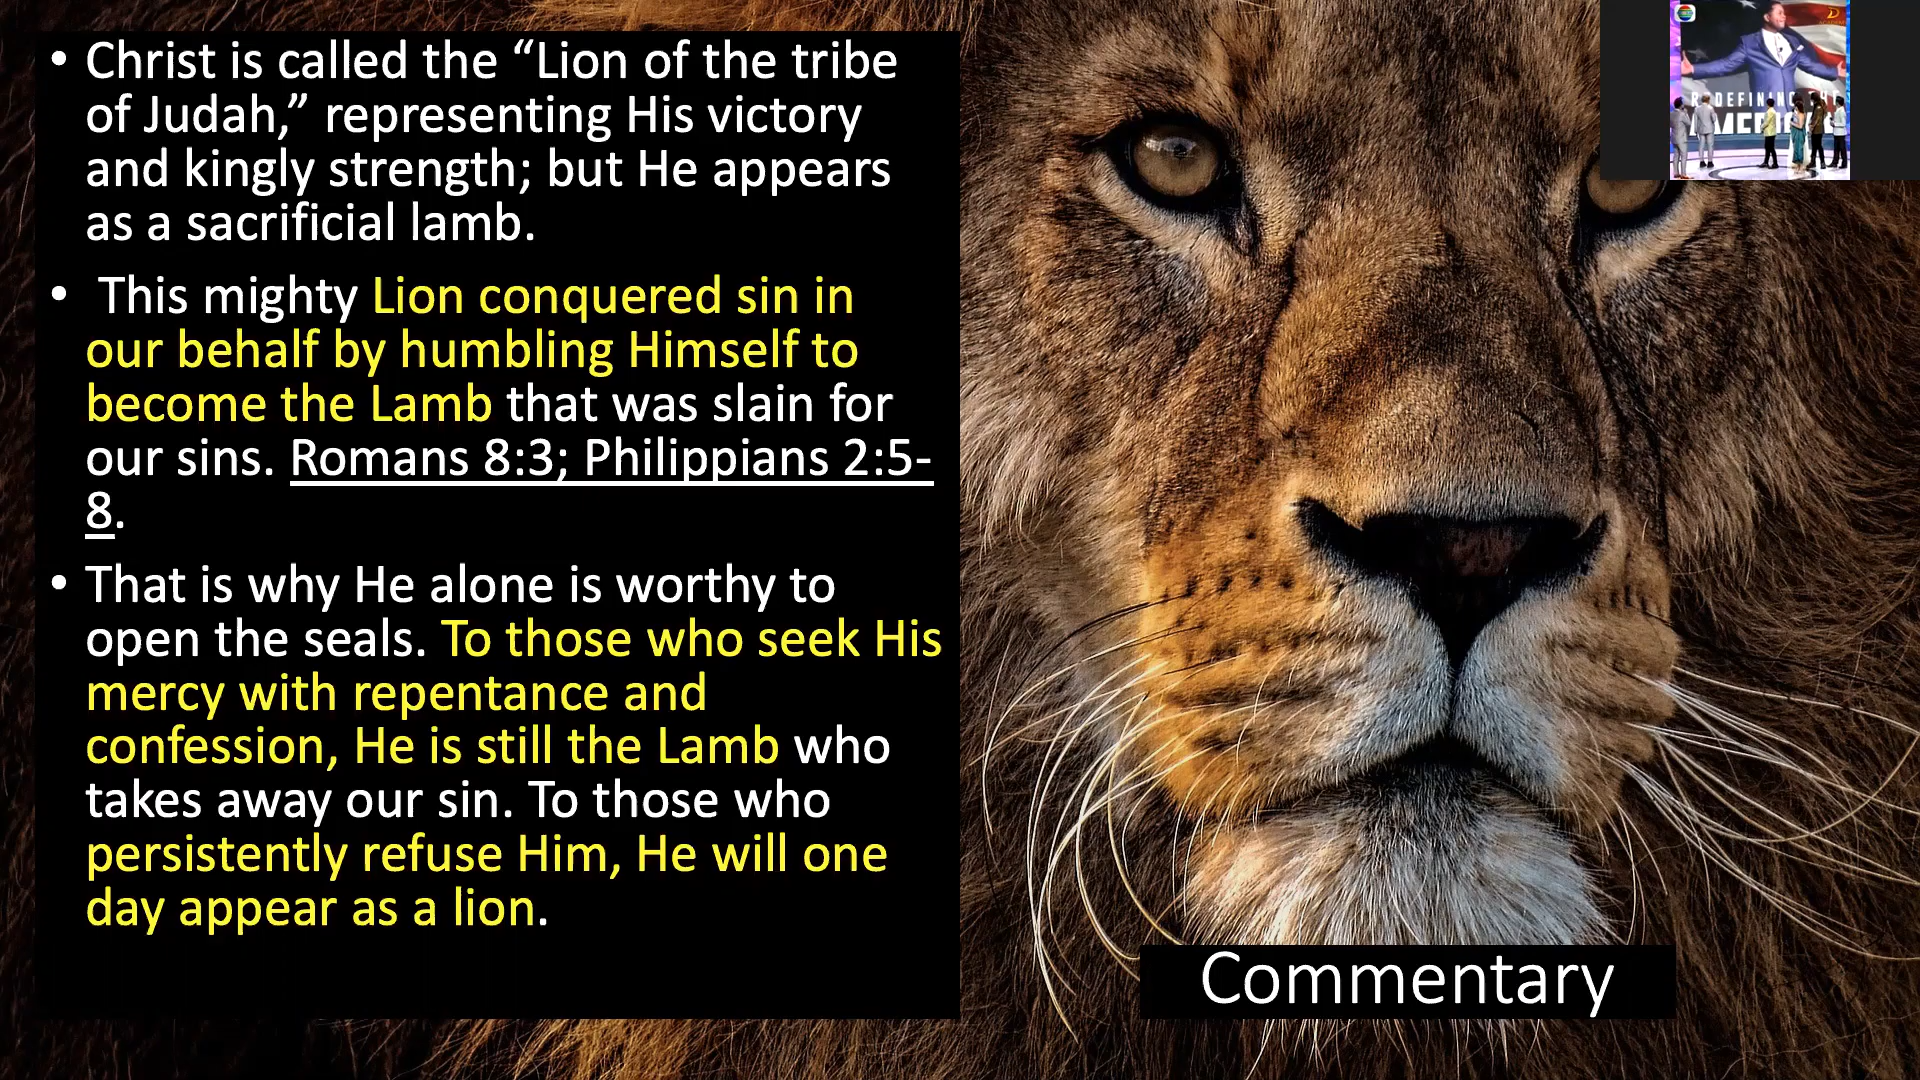 • Christ is called the “Lion of the tribe
of Judah,” representing His victory
and kingly strength; but He appears
as a sacrificial lamb.
• This mighty Lion conquered sin in
our behalf by humbling Himself to
become the Lamb that was slain for
our sins. Romans 8:3; Philippians 2:5-
8.
• That is why He alone is worthy to
open the seals. To those who seek His
mercy with repentance and
confession, He is still the Lamb who
takes away our sin. To those who
persistently refuse Him, He will one
day appear as a lion.
Commentary